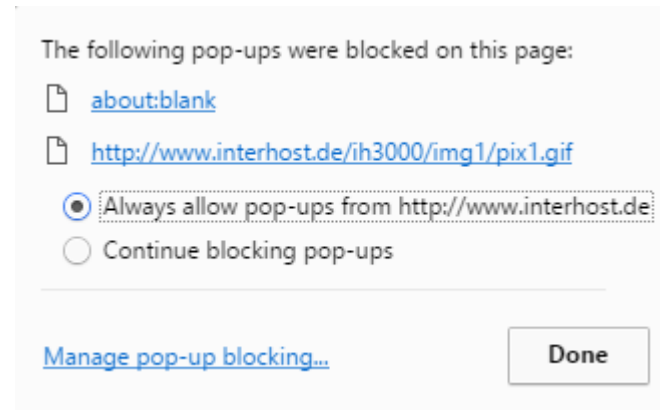 The following pop-ups were blocked on this page:
about:blank
http://www.interhost.de/ih3000/img1/pix1.gif
Always allow pop-ups from http://www.interhost.de
Continue blocking pop-ups
Manage pop-up blocking...
Done